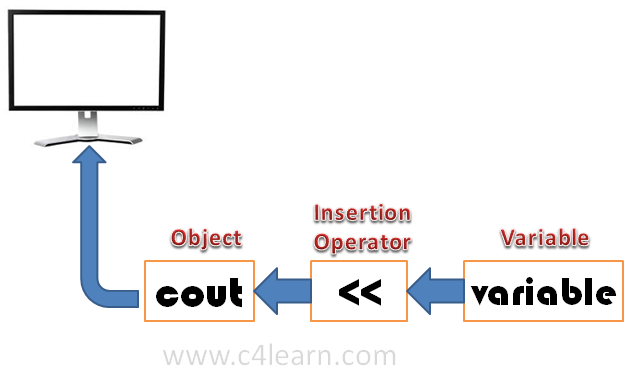 Object
Insertion
Operator
Variable
cout
<<
variable
www.c4learn.com